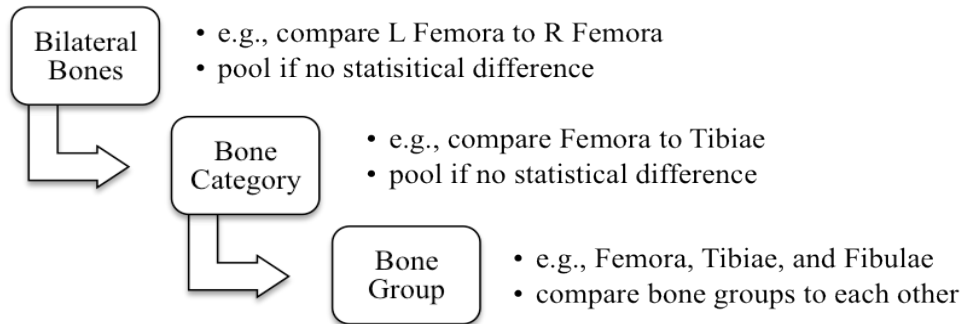 Bilateral
Bones
• e.g., compare L Femora to R Femora
• pool if no statisitical difference
Bone
Category
• e.g., compare Femora to Tibiae
• pool if no statistical difference
Bone
Group
• e.g., Femora, Tibiae, and Fibulae
• compare bone groups to each other